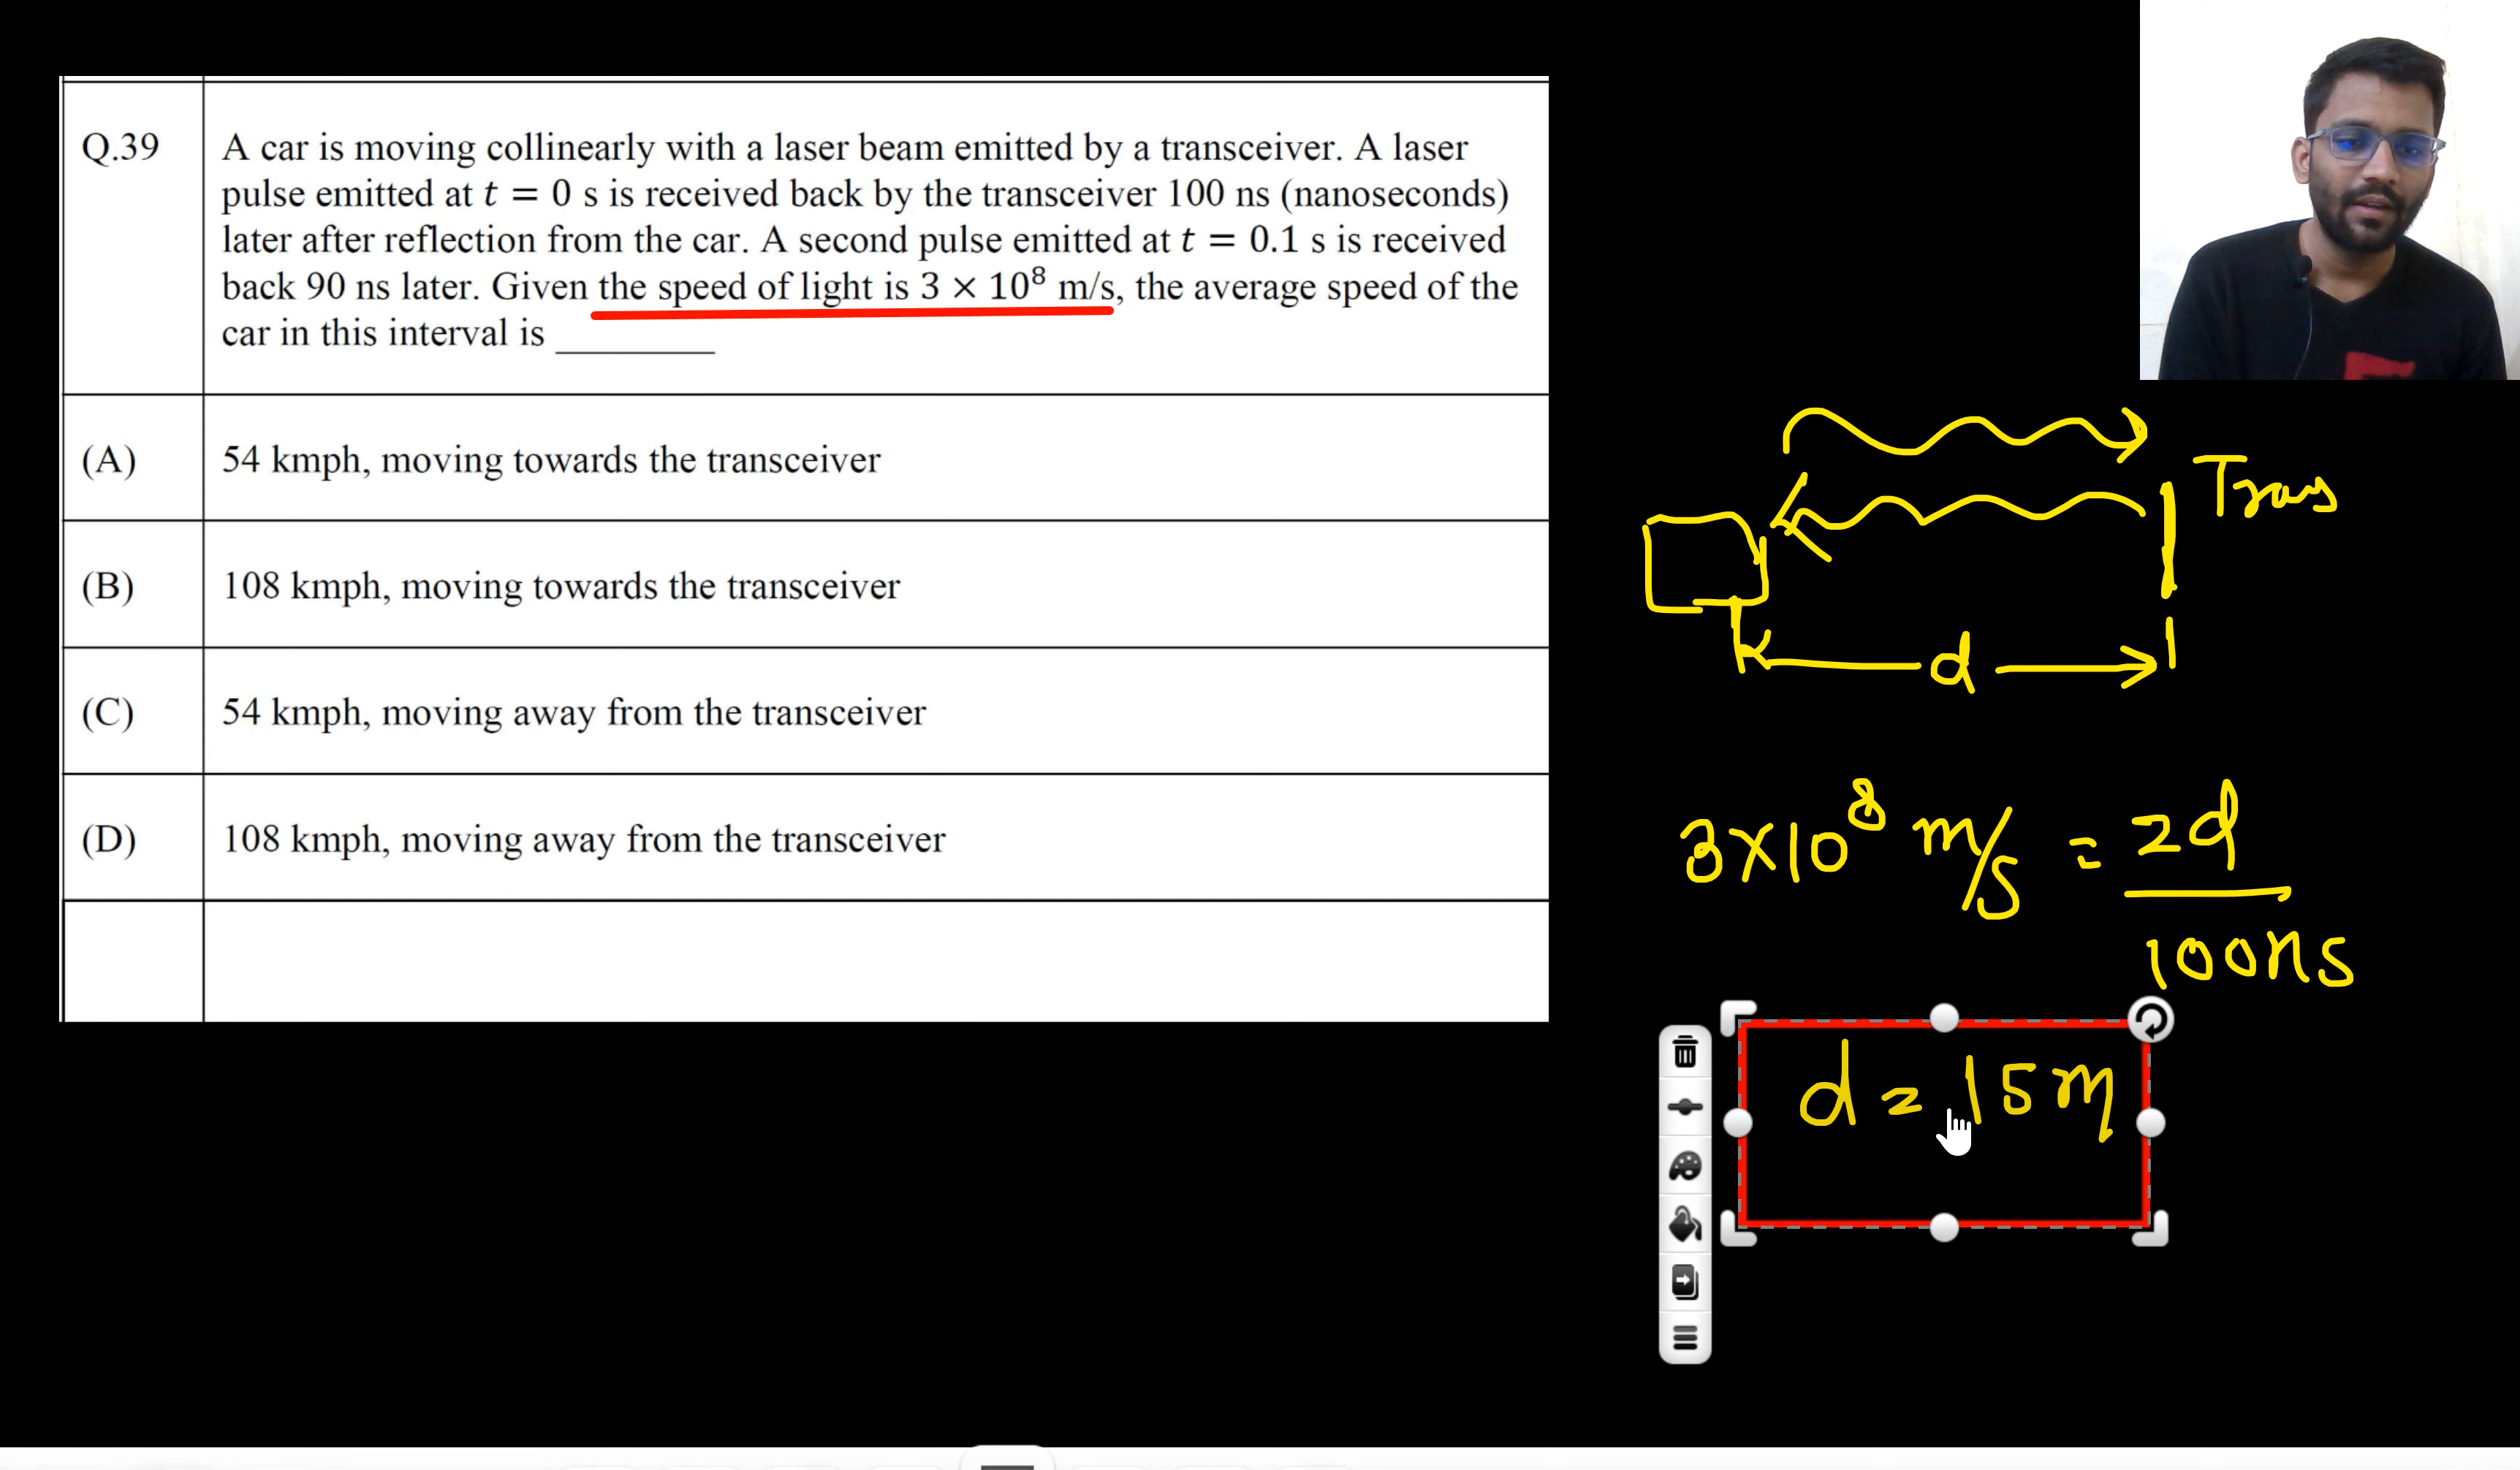 Q.39
A car is moving collinearly with a laser beam emitted by a transceiver. A laser
pulse emitted at t = 0 s is received back by the transceiver 100 ns (nanoseconds)
later after reflection from the car. A second pulse emitted at t = 0.1 s is received
back 90 ns later. Given the speed of light is 3 × 10⁸ m/s, the average speed of the
car in this interval is ________
(A) 54 kmph, moving towards the transceiver
(B) 108 kmph, moving towards the transceiver
(C) 54 kmph, moving away from the transceiver
(D) 108 kmph, moving away from the transceiver
Trans
d
3×10⁸ m/s = 2d
100ns
d = 15m